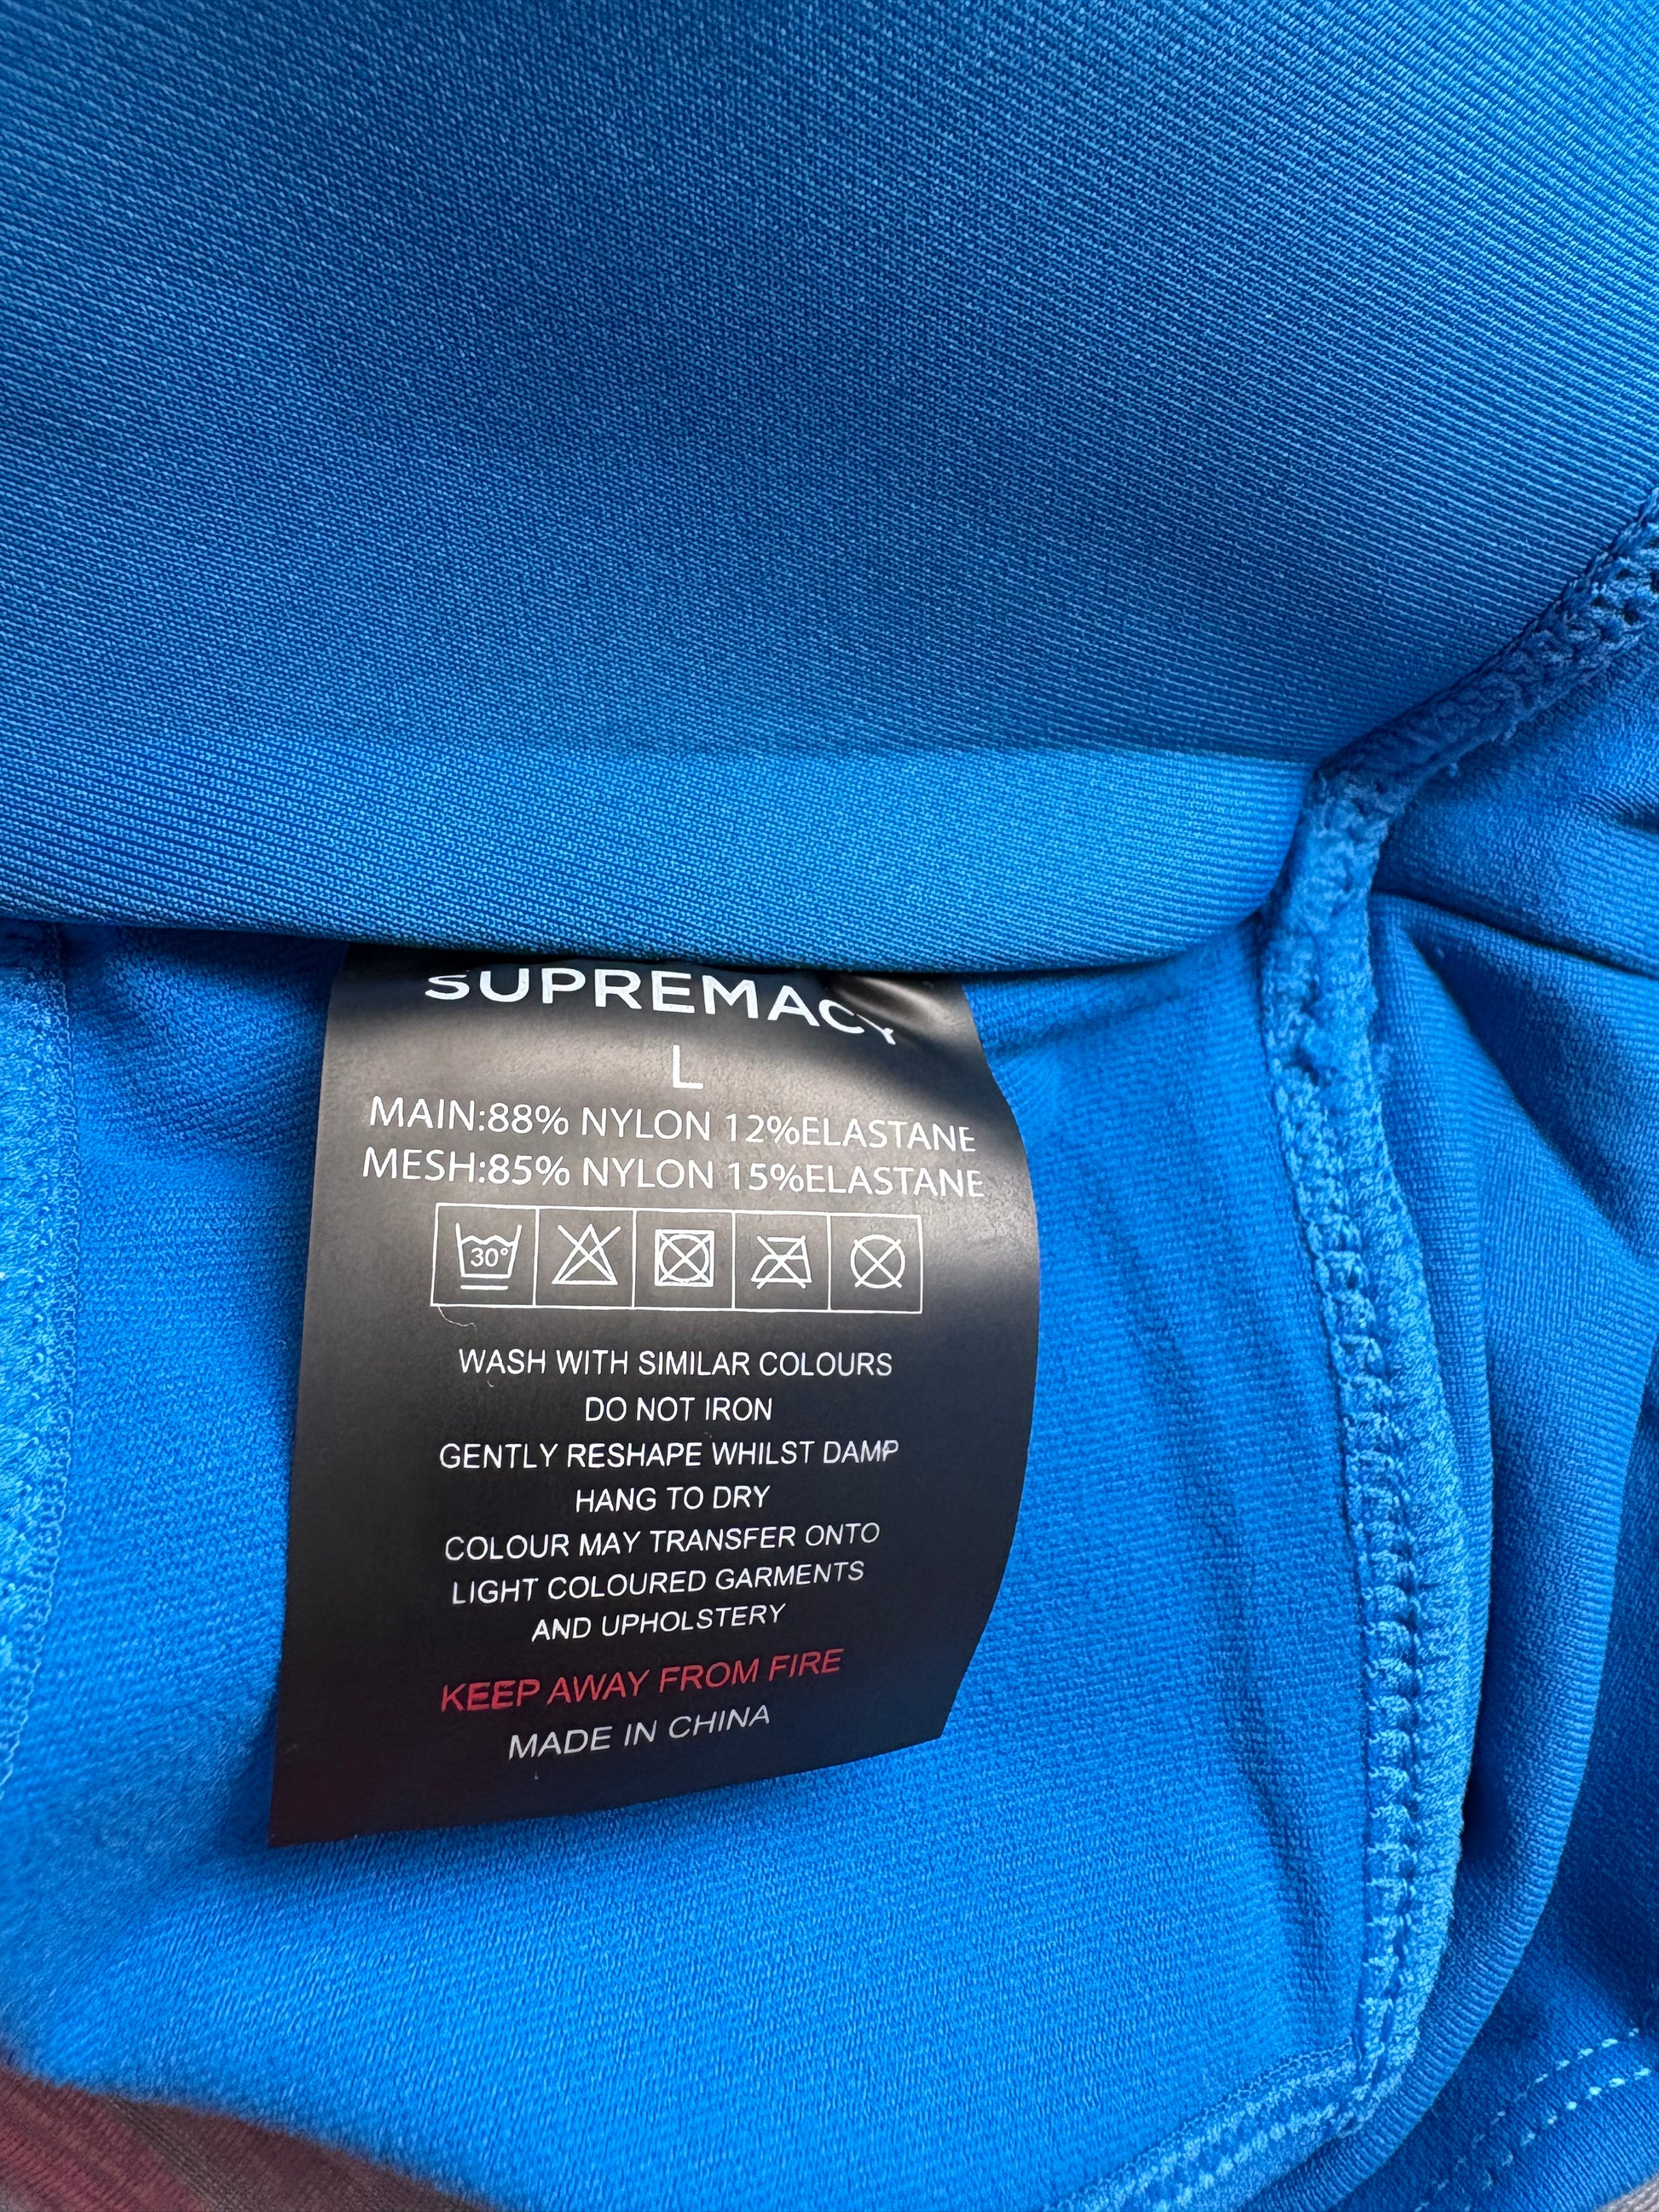 SUPREMACY
L
MAIN:88% NYLON 12%ELASTANE
MESH:85% NYLON 15%ELASTANE
30°
WASH WITH SIMILAR COLOURS
DO NOT IRON
GENTLY RESHAPE WHILST DAMP
HANG TO DRY
COLOUR MAY TRANSFER ONTO
LIGHT COLOURED GARMENTS
AND UPHOLSTERY
KEEP AWAY FROM FIRE
MADE IN CHINA